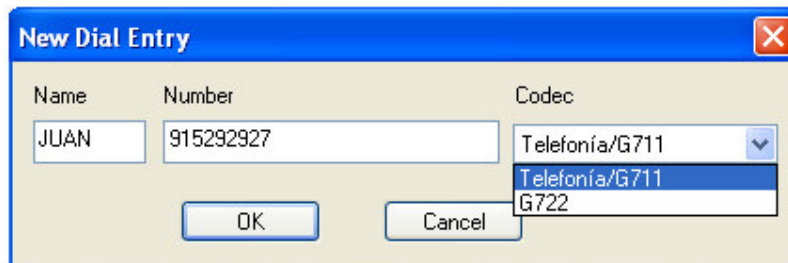 New Dial Entry
Name Number Codec
JUAN 915292927 Telefonía/G711
Telefonía/G711
G722
OK Cancel